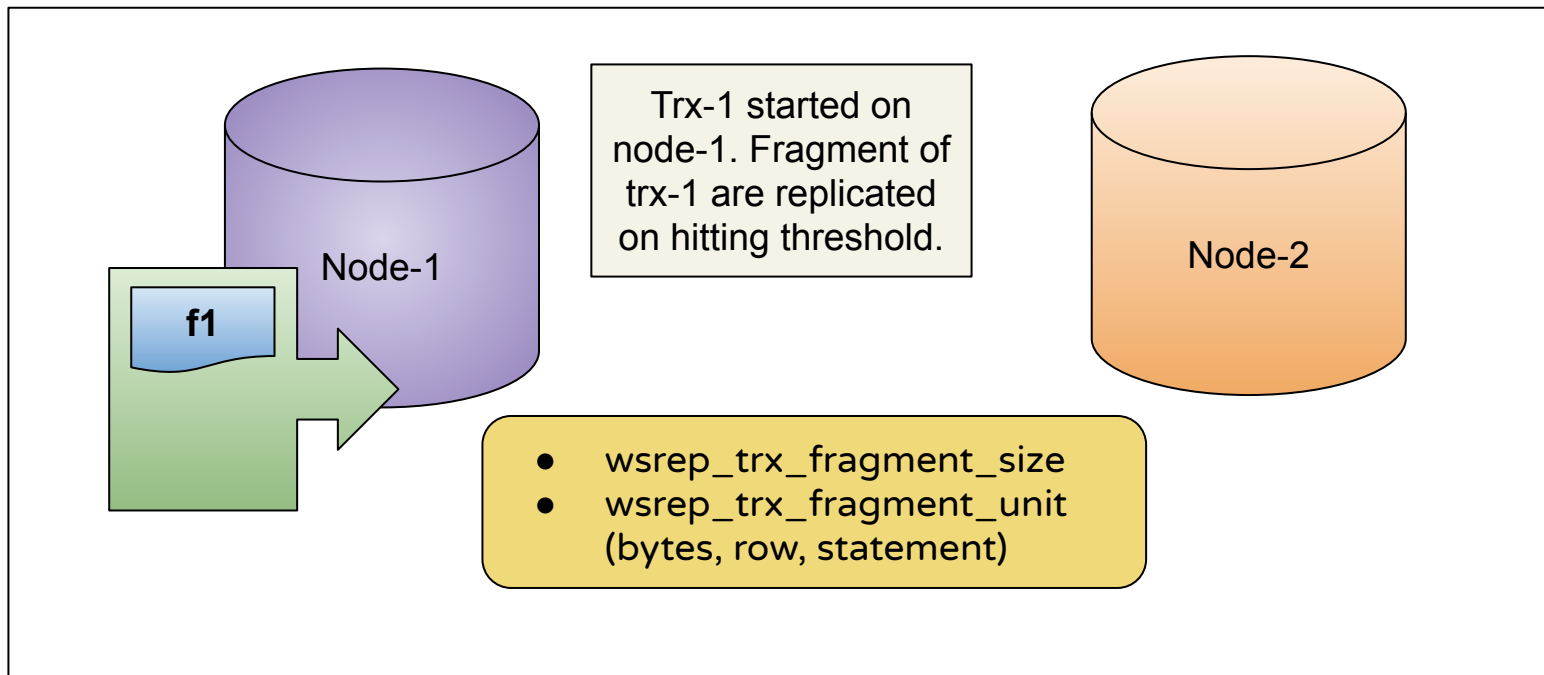 Trx-1 started on
node-1. Fragment of
trx-1 are replicated
on hitting threshold.
Node-1
Node-2
f1
● wsrep_trx_fragment_size
● wsrep_trx_fragment_unit
(bytes, row, statement)